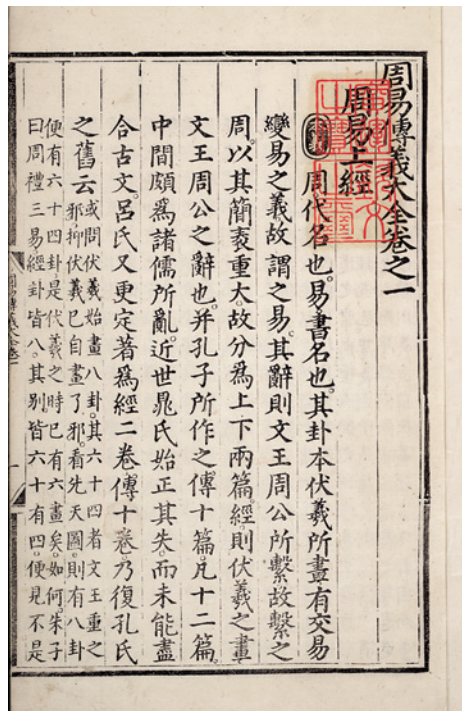 周易傳義大全卷之一
周易上經
周代名也。易書名也。其卦本伏羲所畫有交易
變易之義故謂之易。其辭則文王周公所繫故繫之
周。以其簡袠重大。故分爲上下兩篇。經則伏羲之畫
文王周公之辭也。并孔子所作之傳十篇。凡十二篇。
中間頗爲諸儒所亂。近世晁氏始正其失。而未能盡
合古文。呂氏又更定著爲經二卷。傳十卷。乃復孔氏
之舊云
或問伏羲始畫八卦。其六十四者文王重之
邪。抑伏羲已自畫了邪。看先天圖。則有八卦
便有六十四卦是伏羲之時已有六畫矣。如何。朱子
曰周禮三易經卦皆八。其別皆六十有四。便見不是